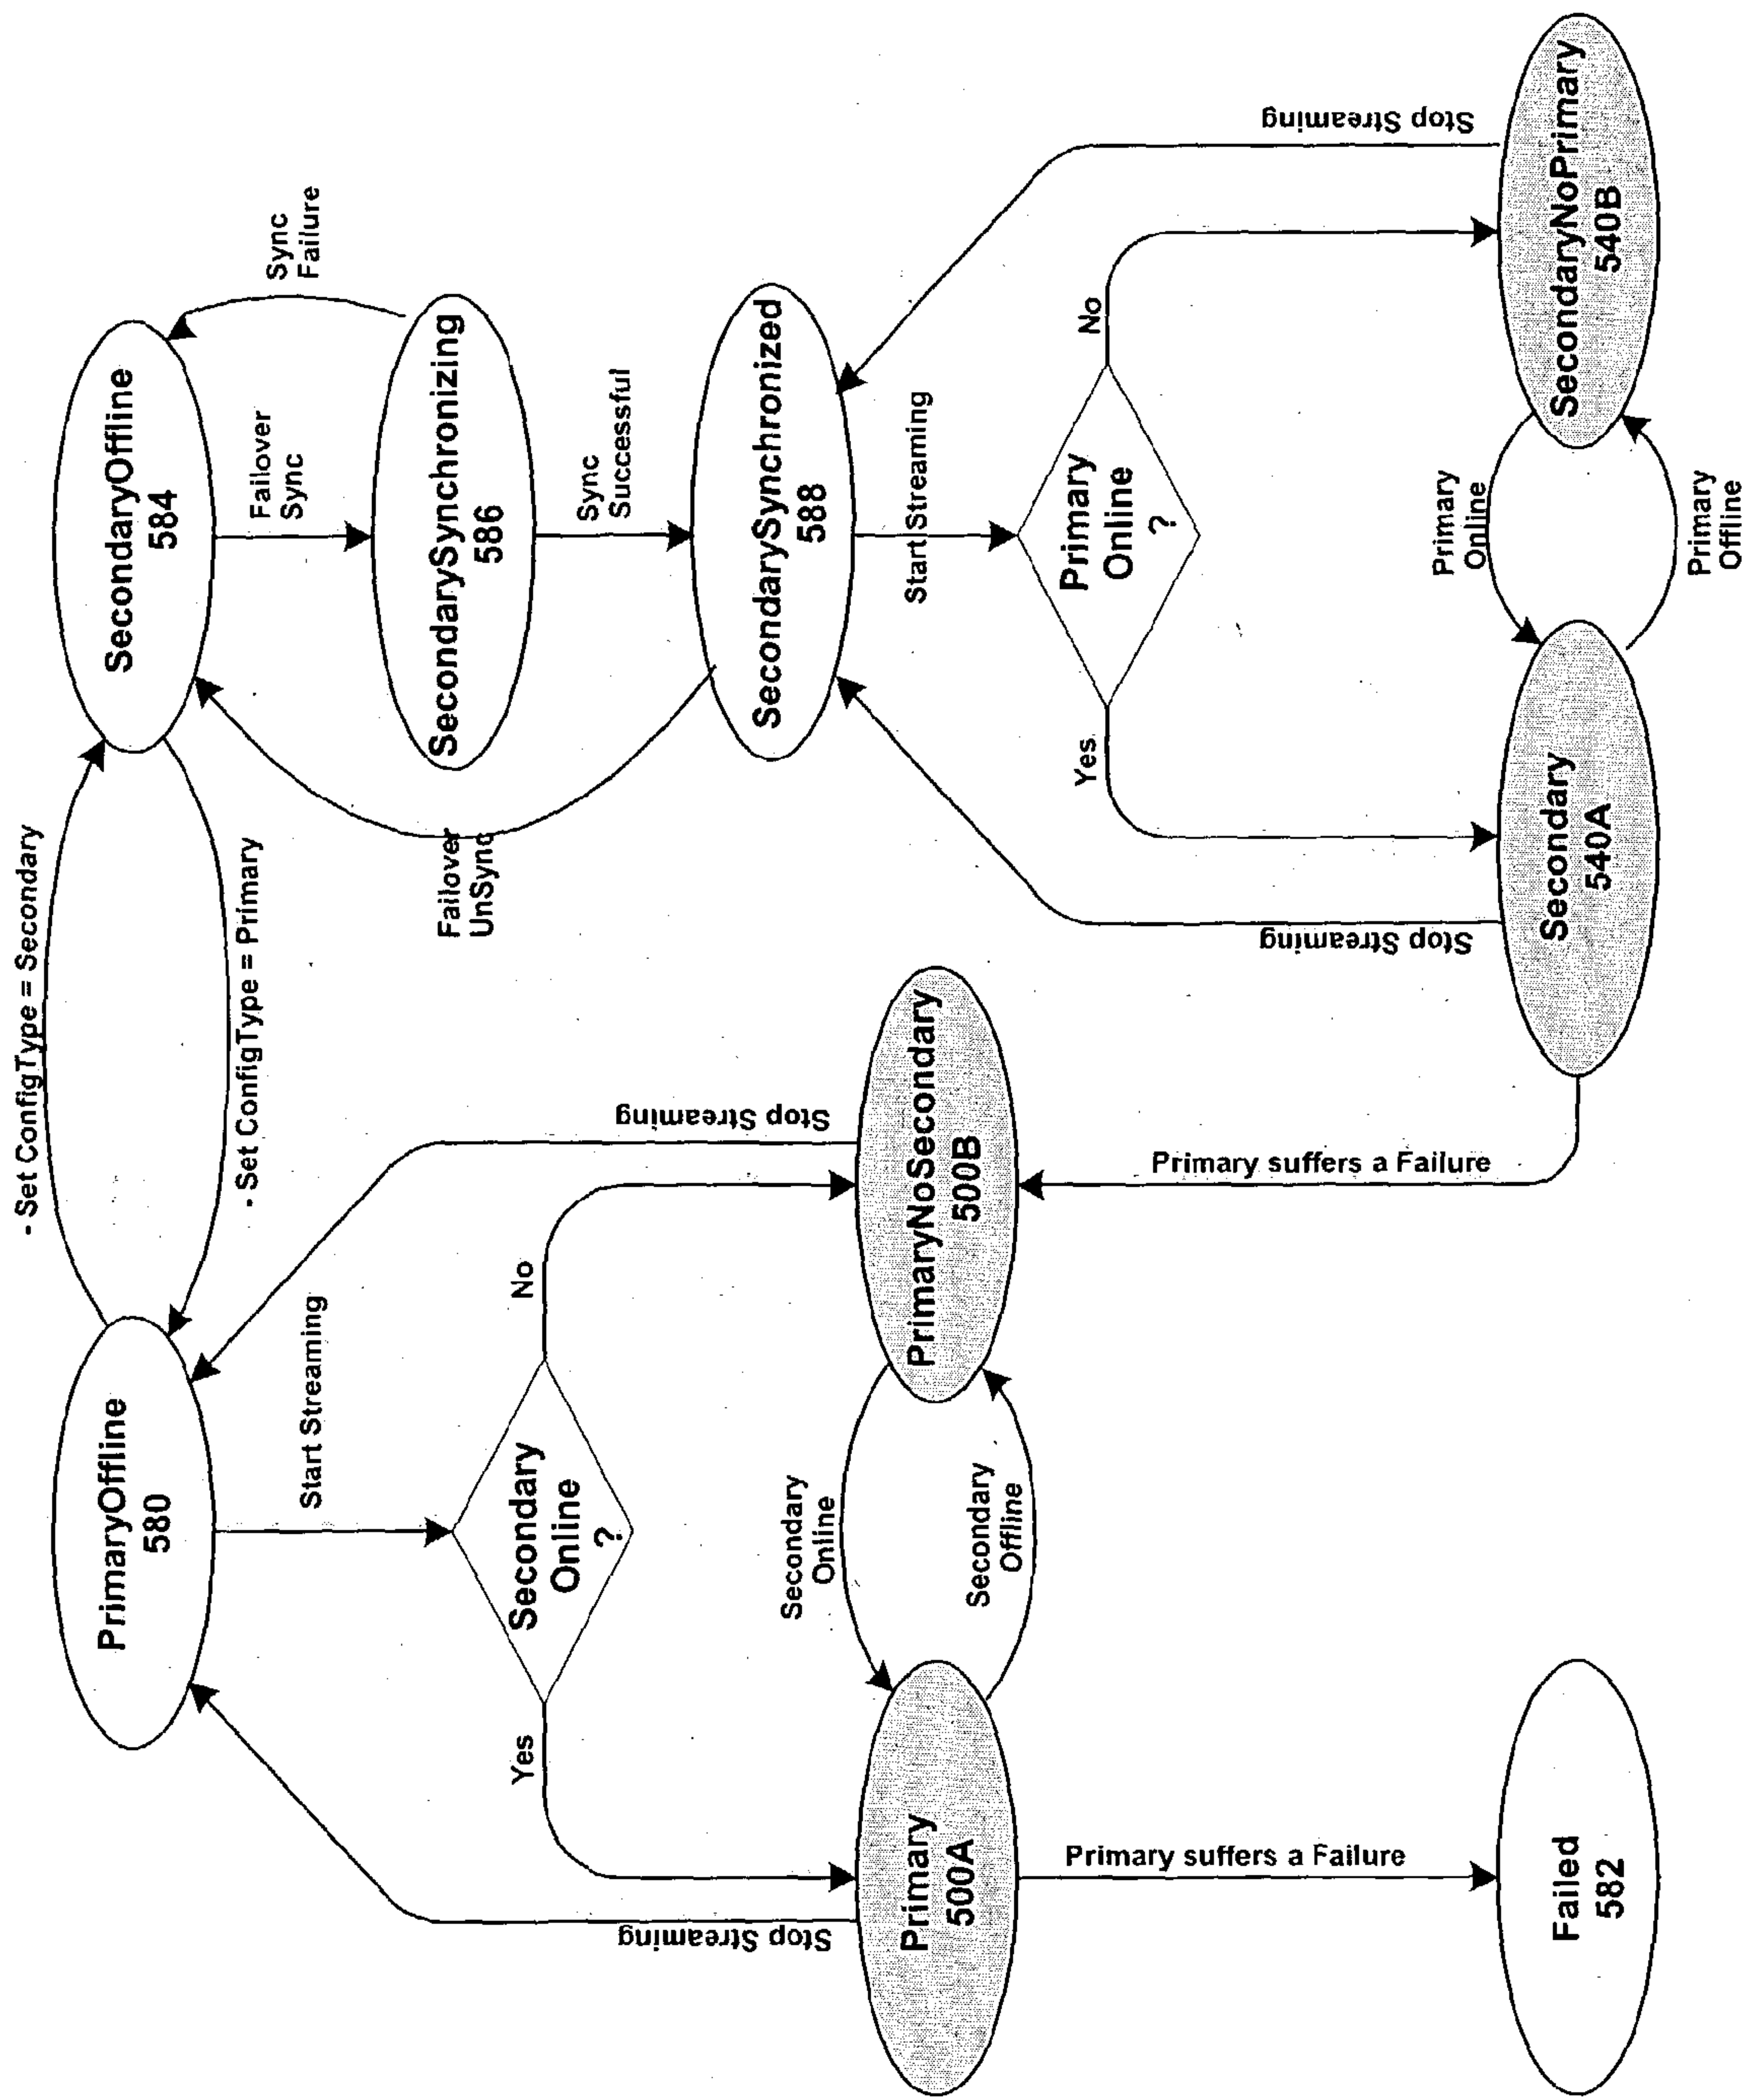 - Set ConfigType = Secondary
- Set ConfigType = Primary
PrimaryOffline
580
Start Streaming
Secondary
Online
?
Yes
No
Stop Streaming
Stop Streaming
Primary
500A
Secondary
Online
Secondary
Offline
PrimaryNoSecondary
500B
Primary suffers a Failure
Primary suffers a Failure
Failed
582
SecondaryOffline
584
Failover
Sync
Sync
Failure
SecondarySynchronizing
586
Failover
UnSync
Sync
Successful
SecondarySynchronized
588
Start Streaming
Primary
Online
?
Yes
No
Stop Streaming
Stop Streaming
Secondary
540A
Primary
Online
Primary
Offline
SecondaryNoPrimary
540B